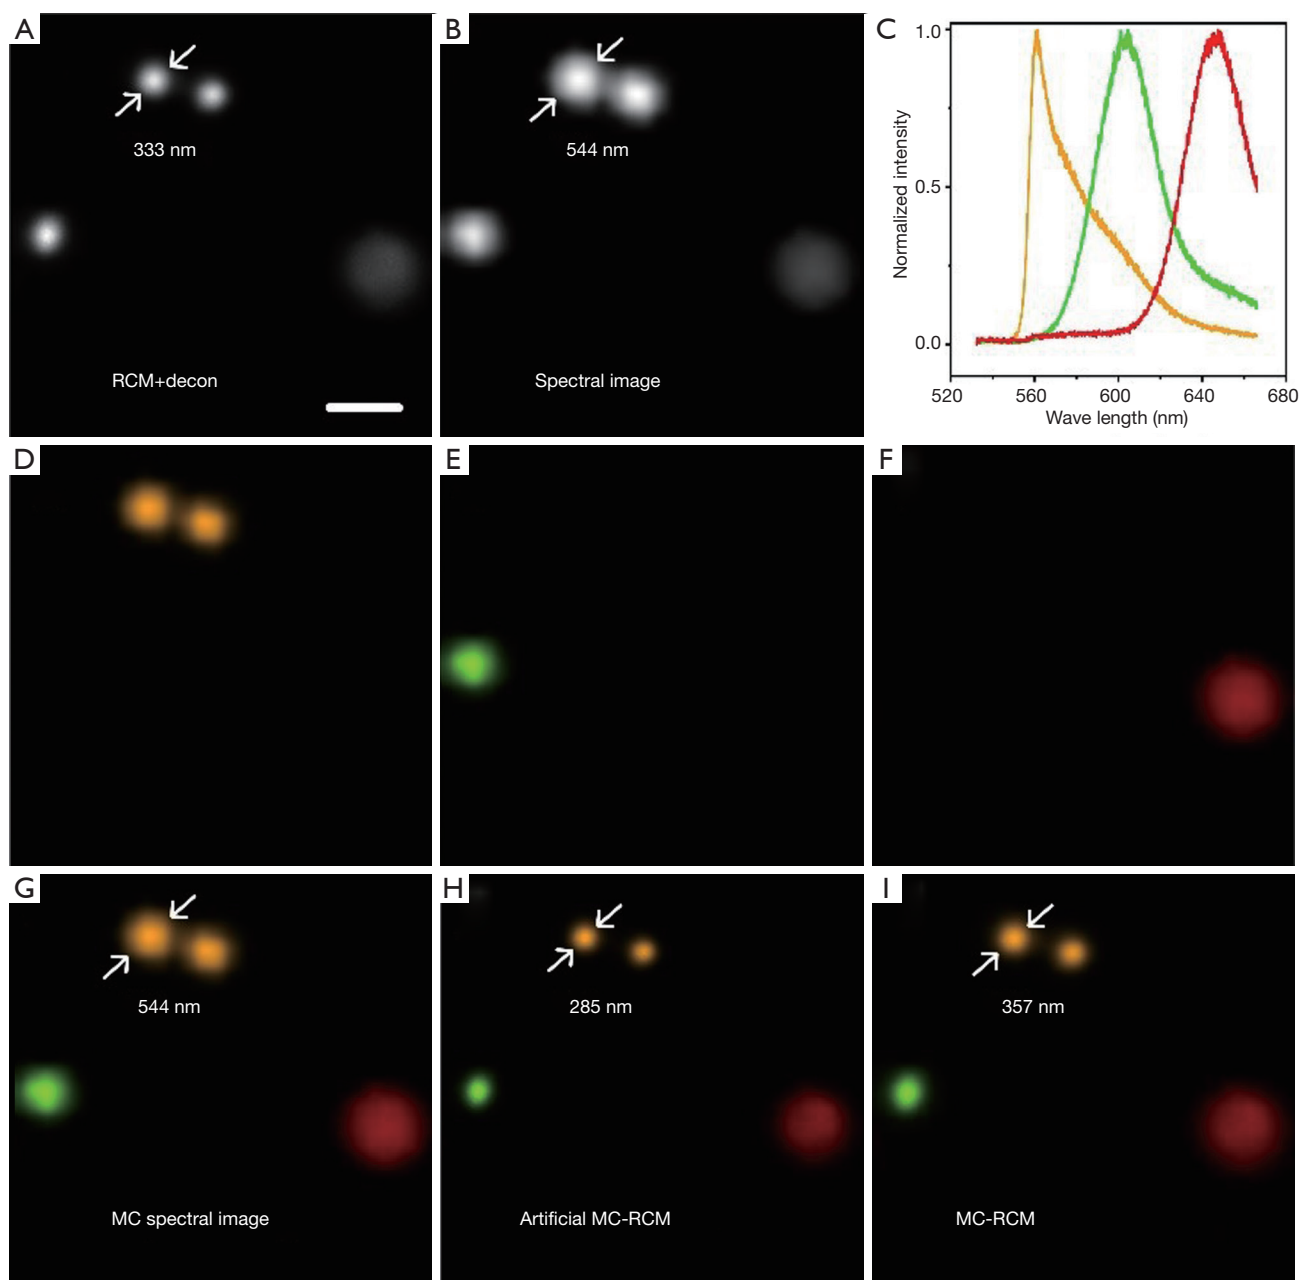 A
333 nm
RCM+decon
B
544 nm
Spectral image
C
1.0
0.5
0.0
Normalized intensity
520 560 600 640 680
Wave length (nm)
D
E
F
G
544 nm
MC spectral image
H
285 nm
Artificial MC-RCM
I
357 nm
MC-RCM